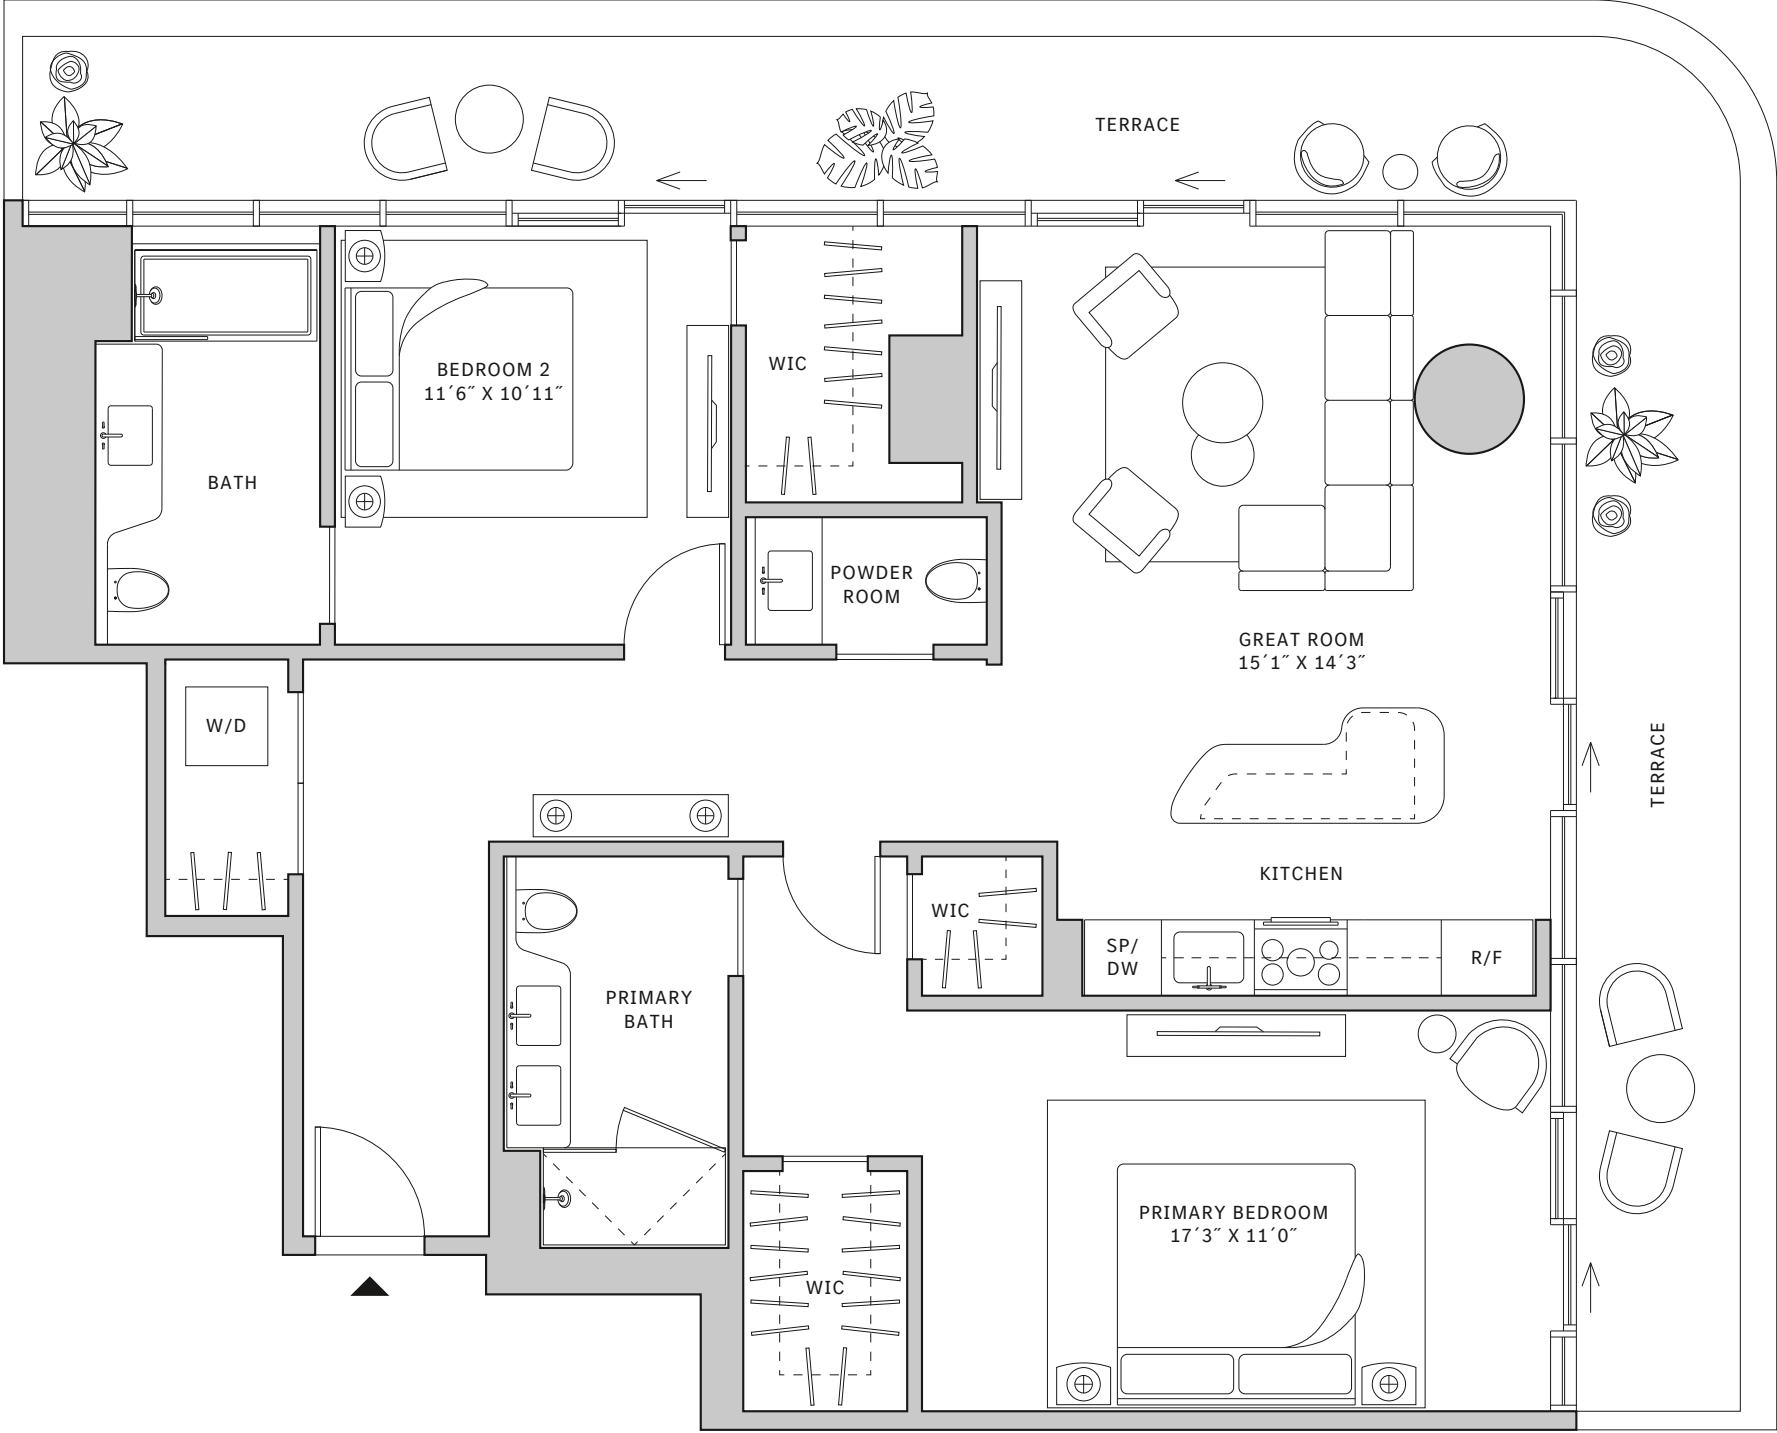 TERRACE
BEDROOM 2
11´6˝ X 10´11˝
WIC
BATH
POWDER
ROOM
GREAT ROOM
15´1˝ X 14´3˝
W/D
TERRACE
KITCHEN
WIC
SP/
DW
R/F
PRIMARY
BATH
PRIMARY BEDROOM
17´3˝ X 11´0˝
WIC